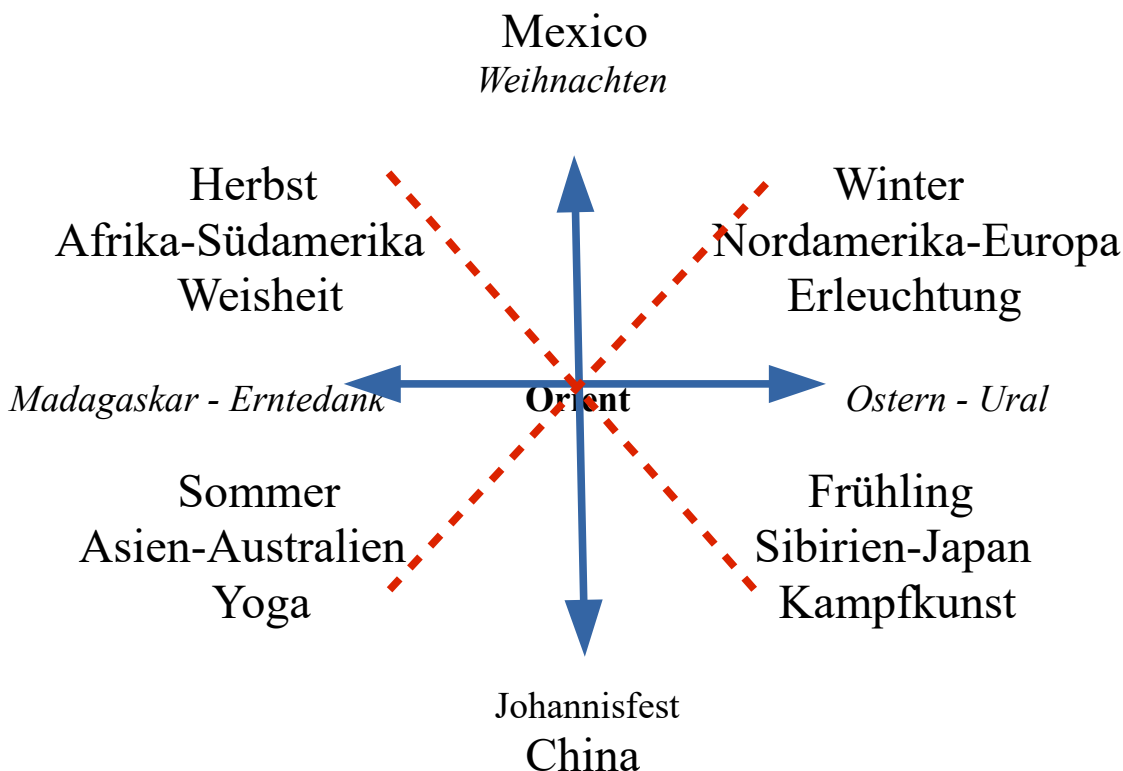 Mexico
Weihnachten
Herbst
Afrika-Südamerika
Weisheit
Winter
Nordamerika-Europa
Erleuchtung
Madagaskar - Erntedank
Orient
Ostern - Ural
Sommer
Asien-Australien
Yoga
Frühling
Sibirien-Japan
Kampfkunst
Johannisfest
China